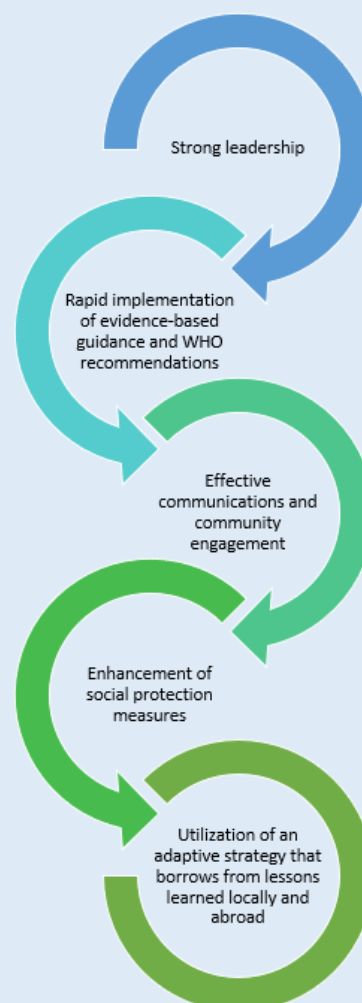 Strong leadership
Rapid implementation
of evidence-based
guidance and WHO
recommendations
Effective
communications and
community
engagement
Enhancement of
social protection
measures
Utilization of an
adaptive strategy that
borrows from lessons
learned locally and
abroad